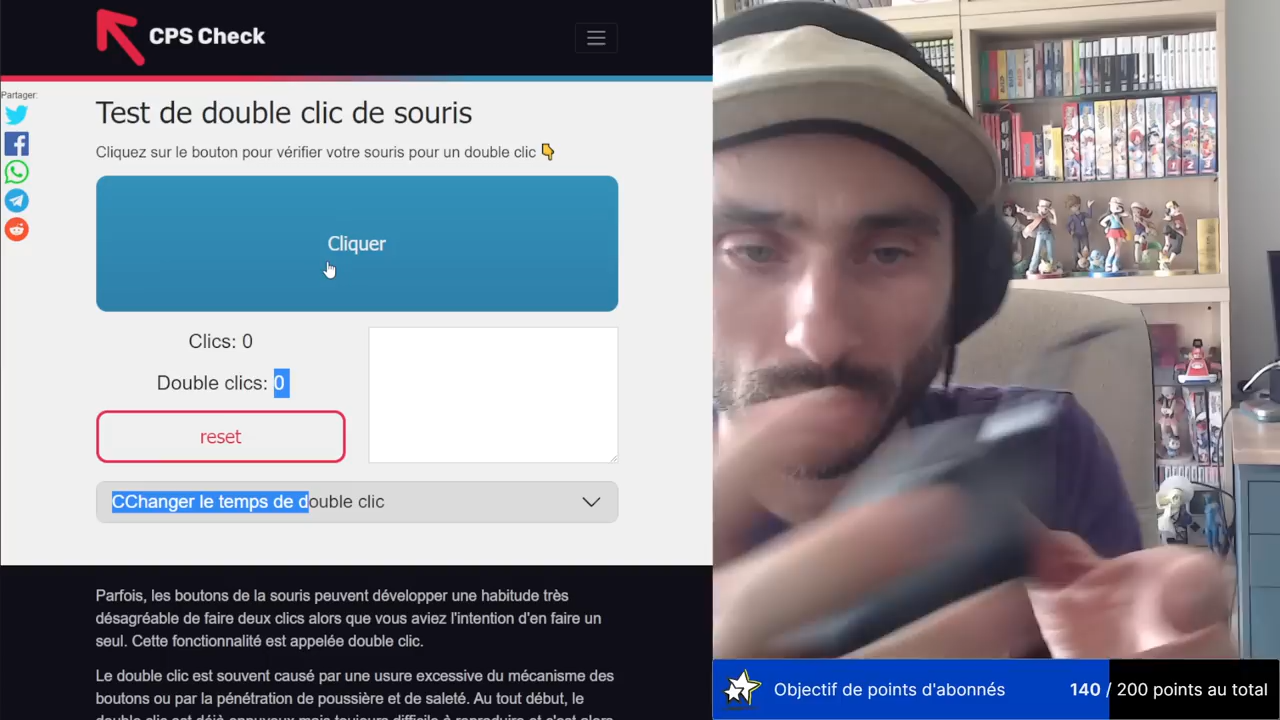 CPS Check
Partager:
Test de double clic de souris
Cliquez sur le bouton pour vérifier votre souris pour un double clic
Cliquer
Clics: 0
Double clics: 0
reset
CChanger le temps de double clic
Parfois, les boutons de la souris peuvent développer une habitude très
désagréable de faire deux clics alors que vous aviez l'intention d'en faire un
seul. Cette fonctionnalité est appelée double clic.
Le double clic est souvent causé par une usure excessive du mécanisme des
boutons ou par la pénétration de poussière et de saleté. Au tout début, le
Objectif de points d'abonnés
140 / 200 points au total